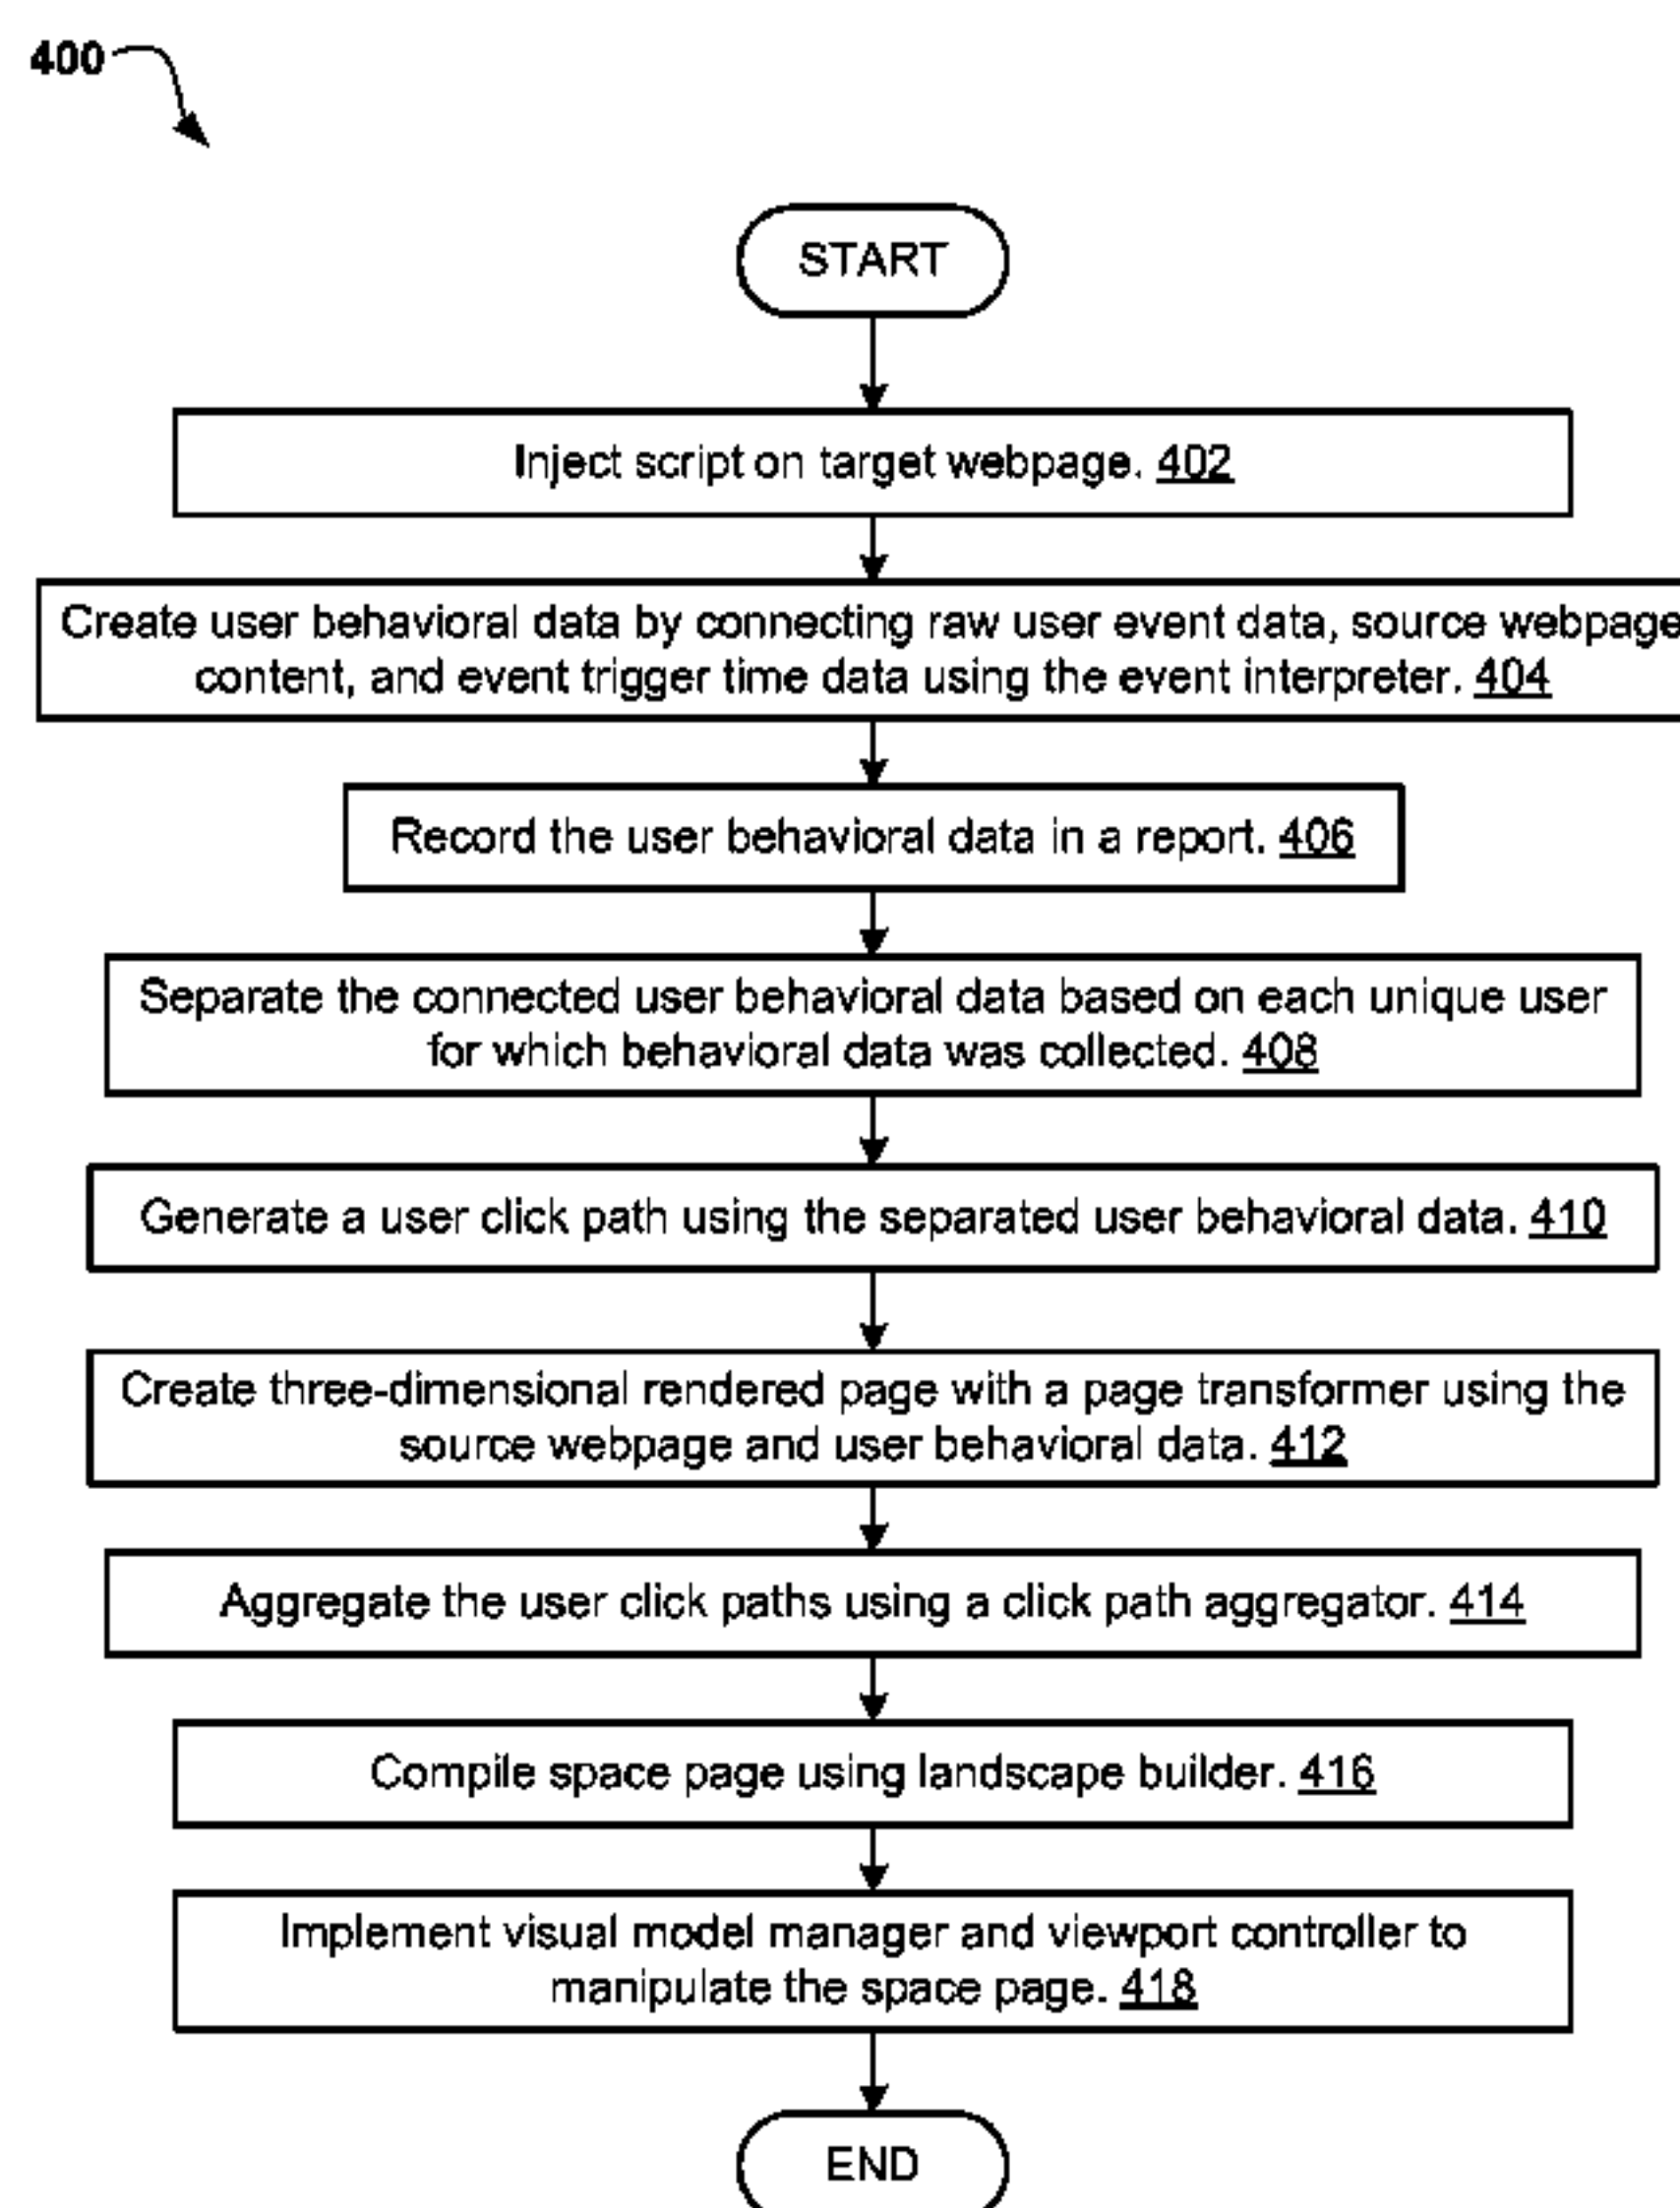 400
START
Inject script on target webpage. 402
Create user behavioral data by connecting raw user event data, source webpage
content, and event trigger time data using the event interpreter. 404
Record the user behavioral data in a report. 406
Separate the connected user behavioral data based on each unique user
for which behavioral data was collected. 408
Generate a user click path using the separated user behavioral data. 410
Create three-dimensional rendered page with a page transformer using the
source webpage and user behavioral data. 412
Aggregate the user click paths using a click path aggregator. 414
Compile space page using landscape builder. 416
Implement visual model manager and viewport controller to
manipulate the space page. 418
END